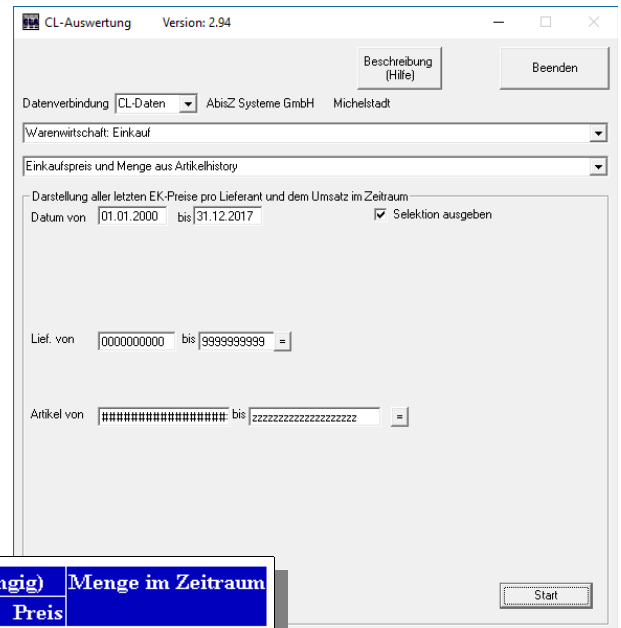 CL-Auswertung Version: 2.94
Beschreibung
(Hilfe)
Beenden
Datenverbindung CL-Daten AbisZ Systeme GmbH Michelstadt
Warenwirtschaft: Einkauf
Einkaufspreis und Menge aus Artikelhistory
Darstellung aller letzten EK-Preise pro Lieferant und dem Umsatz im Zeitraum
Datum von 01.01.2000 bis 31.12.2017 Selektion ausgeben
Lief. von 0000000000 bis 9999999999 =
Artikel von ################## bis zzzzzzzzzzzzzzzzzzzz =
Start
ngig) Menge im Zeitraum
Preis